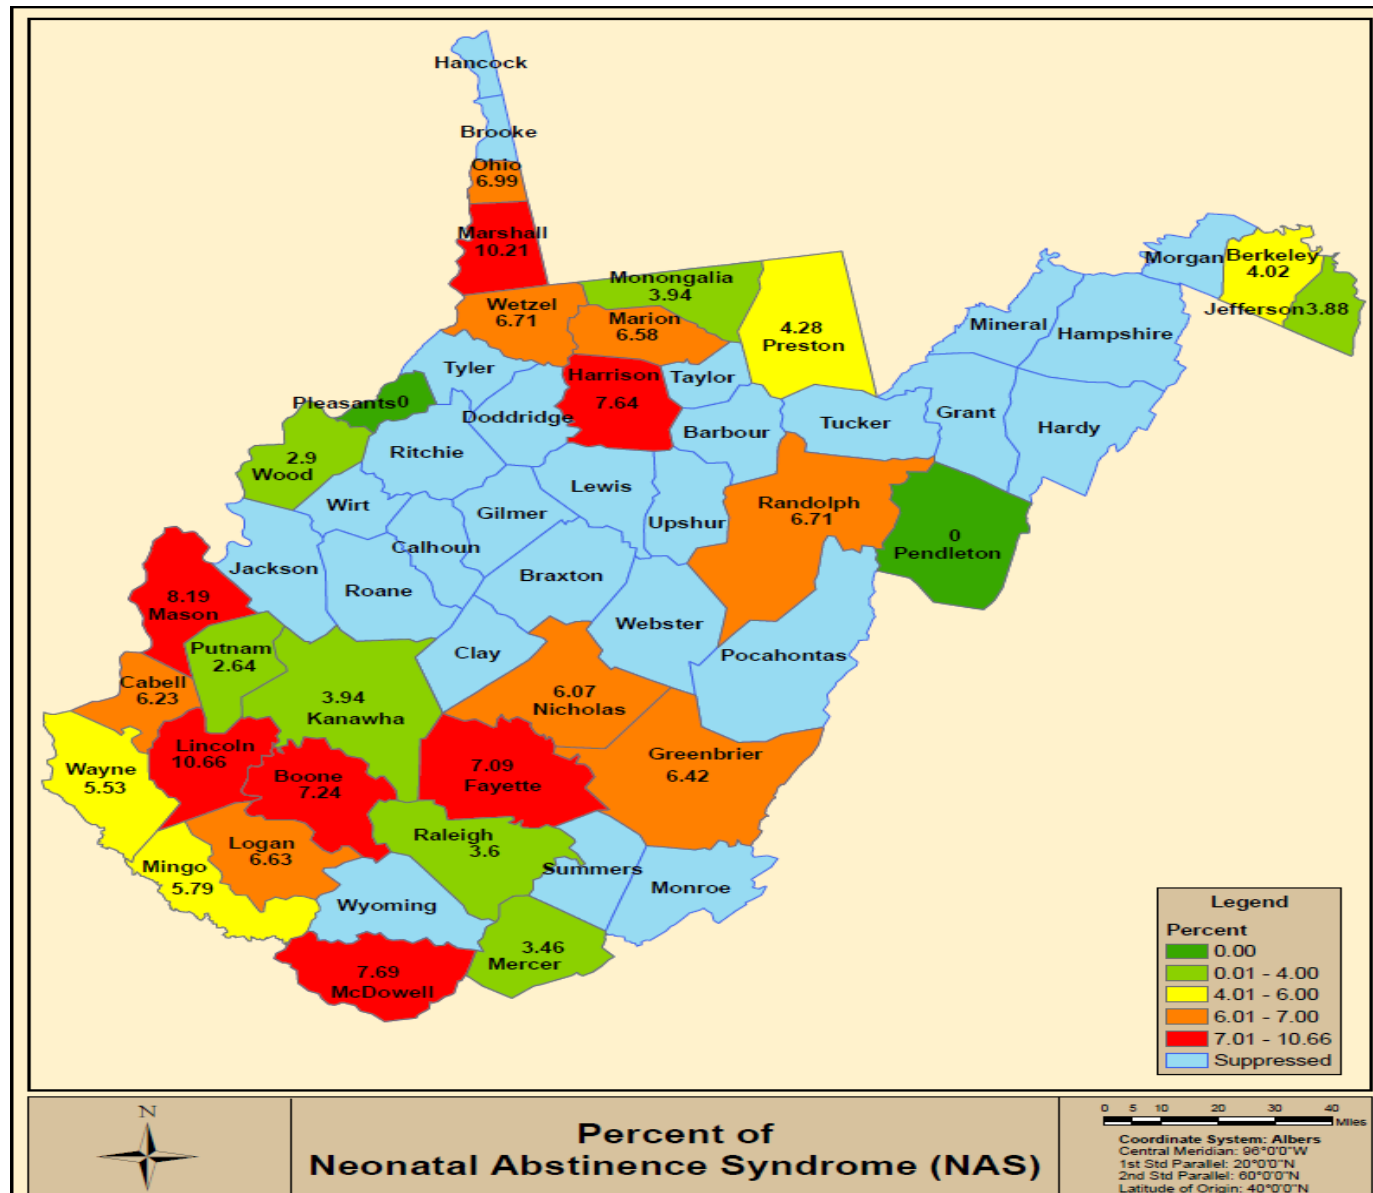 Hancock
Brooke
Ohio
6.99
Marshall
10.21
Morgan
Berkeley
4.02
Jefferson 3.88
Monongalia
3.94
Wetzel
6.71
Marion
6.58
4.28
Preston
Mineral
Hampshire
Tyler
Harrison
7.64
Taylor
Pleasants 0
Doddridge
Barbour
Tucker
Grant
Hardy
Ritchie
2.9
Wood
Lewis
Wirt
Gilmer
Upshur
Randolph
6.71
0
Pendleton
Calhoun
Jackson
Roane
Braxton
8.19
Mason
Webster
Putnam
2.64
Clay
Pocahontas
Cabell
6.23
3.94
Kanawha
6.07
Nicholas
Lincoln
10.66
Wayne
5.53
Boone
7.24
7.09
Fayette
Greenbrier
6.42
Logan
6.63
Raleigh
3.6
Mingo
5.79
Summers
Monroe
Wyoming
3.46
Mercer
7.69
McDowell
Legend
Percent
0.00
0.01 - 4.00
4.01 - 6.00
6.01 - 7.00
7.01 - 10.66
Suppressed
N
Percent of
Neonatal Abstinence Syndrome (NAS)
0 5 10 20 30 40
Miles
Coordinate System: Albers
Central Meridian: 96°0'0"W
1st Std Parallel: 20°0'0"N
2nd Std Parallel: 60°0'0"N
Latitude of Origin: 40°0'0"N